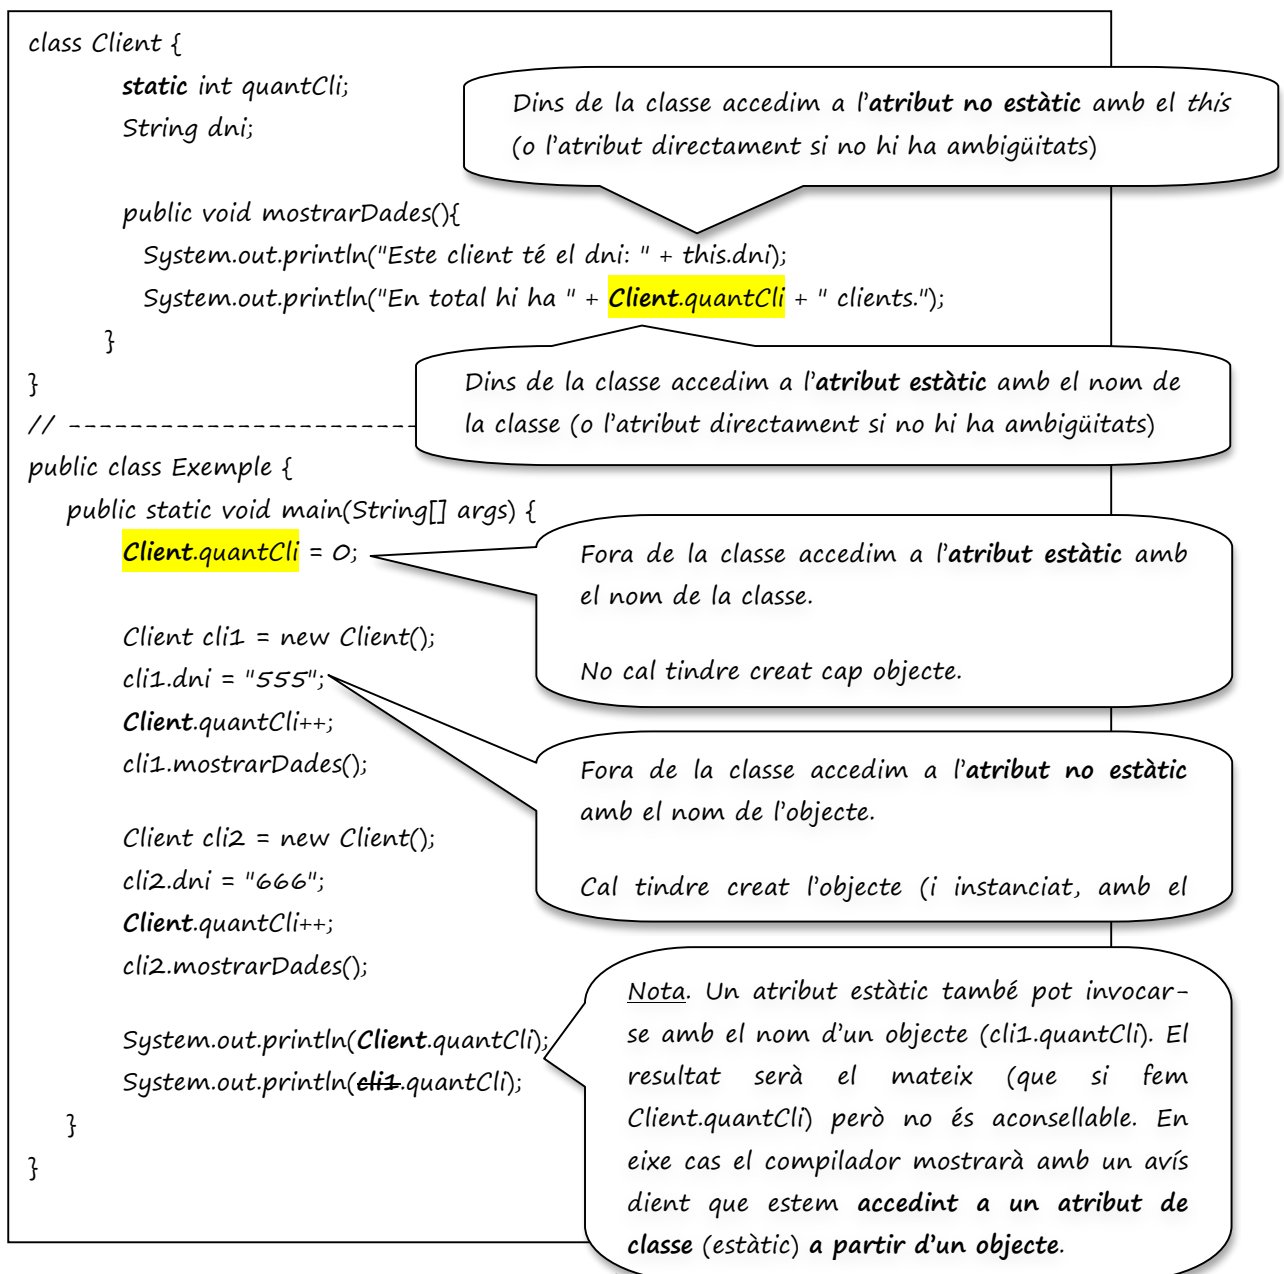 class Client {
static int quantCli;
String dni;
Dins de la classe accedim a l'atribut no estàtic amb el this
(o l'atribut directament si no hi ha ambigüitats)
public void mostrarDades(){
System.out.println("Este client té el dni: " + this.dni);
System.out.println("En total hi ha " + Client.quantCli + " clients.");
}
}
Dins de la classe accedim a l'atribut estàtic amb el nom de
la classe (o l'atribut directament si no hi ha ambigüitats)
// -----------------------
public class Exemple {
public static void main(String[] args) {
Client.quantCli = 0;
Fora de la classe accedim a l'atribut estàtic amb
el nom de la classe.
No cal tindre creat cap objecte.
Client cli1 = new Client();
cli1.dni = "555";
Client.quantCli++;
cli1.mostrarDades();
Fora de la classe accedim a l'atribut no estàtic
amb el nom de l'objecte.
Cal tindre creat l'objecte (i instanciat, amb el
Client cli2 = new Client();
cli2.dni = "666";
Client.quantCli++;
cli2.mostrarDades();
System.out.println(Client.quantCli);
System.out.println(cli1.quantCli);
}
}
Nota. Un atribut estàtic també pot invocar-
se amb el nom d'un objecte (cli1.quantCli). El
resultat serà el mateix (que si fem
Client.quantCli) però no és aconsellable. En
eixe cas el compilador mostrarà amb un avís
dient que estem accedint a un atribut de
classe (estàtic) a partir d'un objecte.